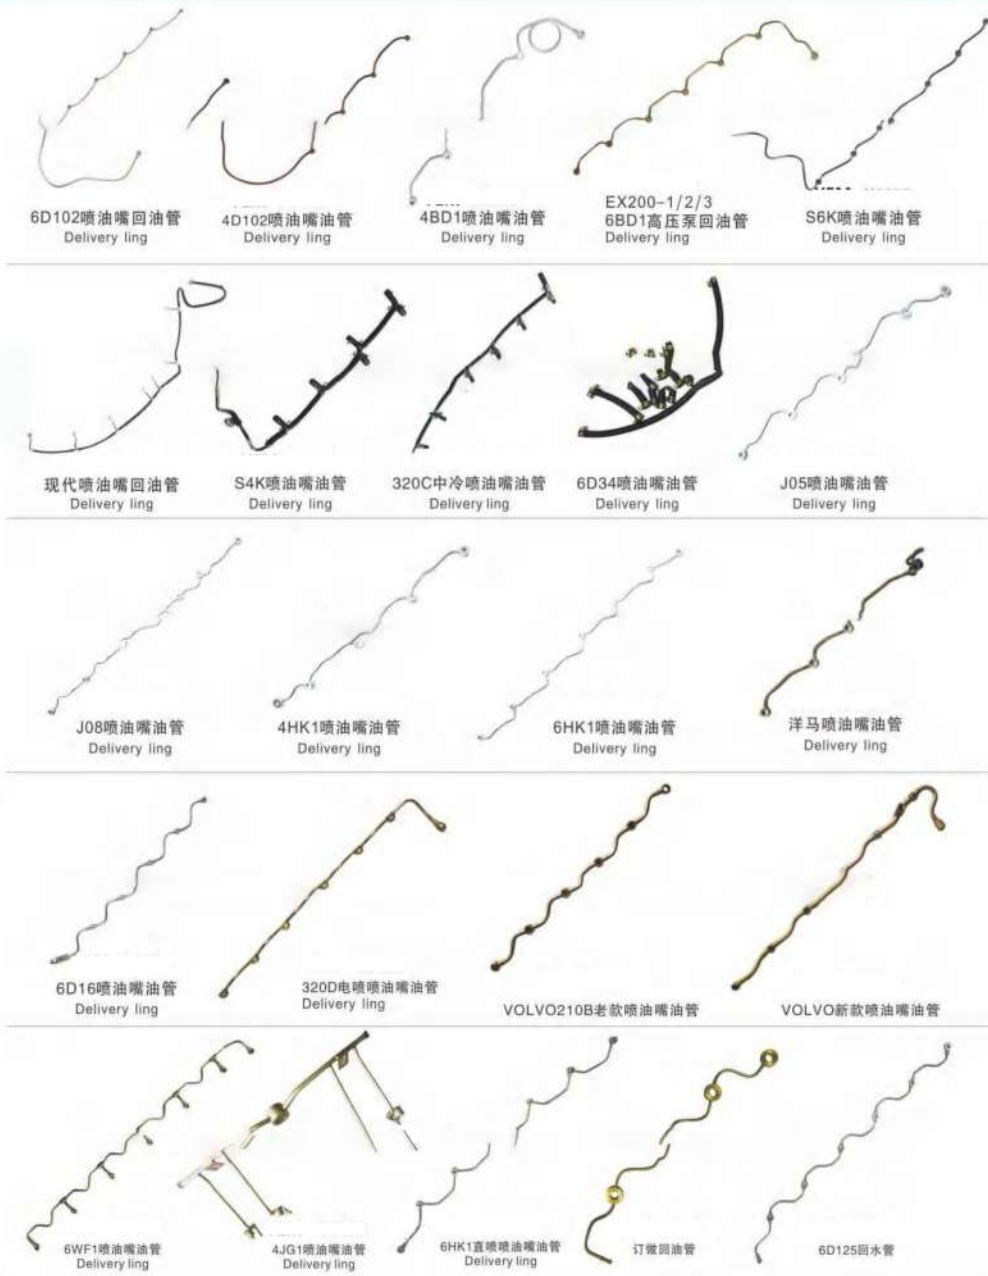 6D102喷油嘴回油管
Delivery ling
4D102喷油嘴油管
Delivery ling
4BD1喷油嘴油管
Delivery ling
EX200-1/2/3
6BD1高压泵回油管
Delivery ling
S6K喷油嘴油管
Delivery ling
现代喷油嘴回油管
Delivery ling
S4K喷油嘴油管
Delivery ling
320C中冷喷油嘴油管
Delivery ling
6D34喷油嘴油管
Delivery ling
J05喷油嘴油管
Delivery ling
J08喷油嘴油管
Delivery ling
4HK1喷油嘴油管
Delivery ling
6HK1喷油嘴油管
Delivery ling
洋马喷油嘴油管
Delivery ling
6D16喷油嘴油管
Delivery ling
320D电喷喷油嘴油管
Delivery ling
VOLVO210B老款喷油嘴油管
VOLVO新款喷油嘴油管
6WF1喷油嘴油管
Delivery ling
4JG1喷油嘴油管
Delivery ling
6HK1直喷喷油嘴油管
Delivery ling
订做回油管
6D125回水管